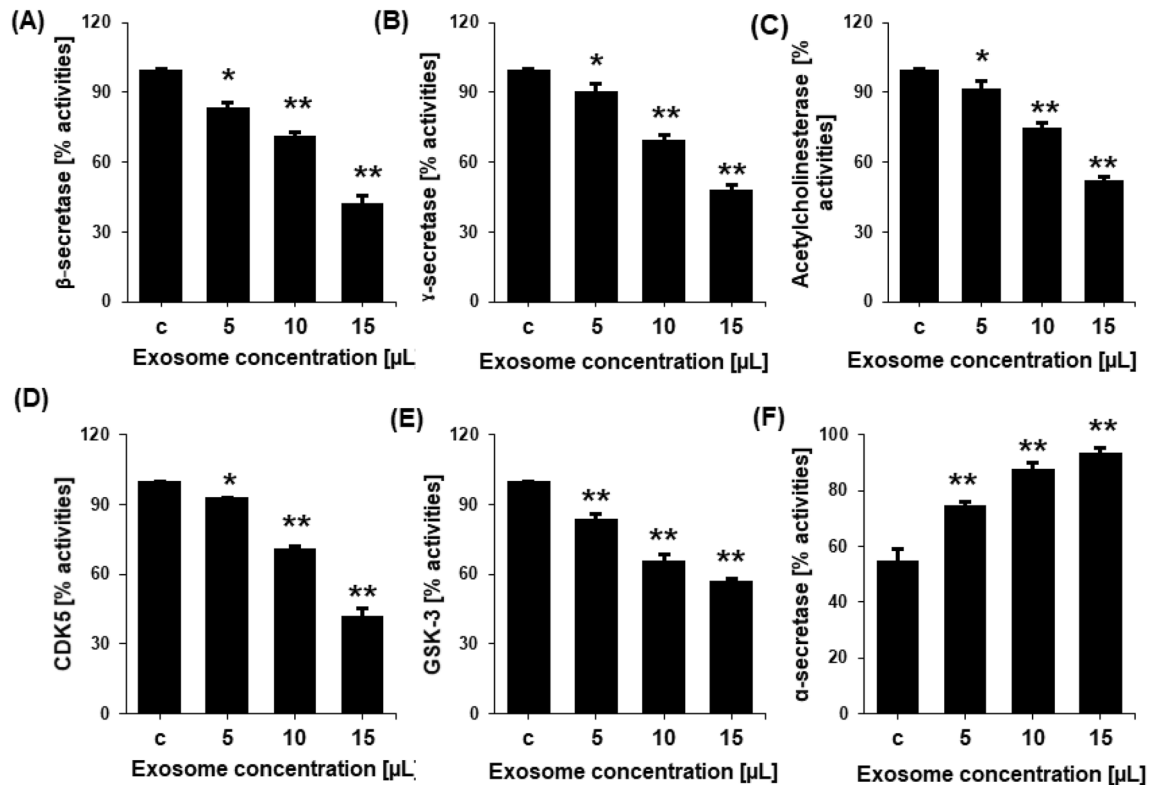 (A)
β-secretase [% activities]
120
90
60
30
0
*
**
**
c 5 10 15
Exosome concentration [µL]
(B)
γ-secretase [% activities]
120
90
60
30
0
*
**
**
c 5 10 15
Exosome concentration [µL]
(C)
Acetylcholinesterase [%
activities]
120
90
60
30
0
*
**
**
c 5 10 15
Exosome concentration [µL]
(D)
CDK5 [% activities]
120
90
60
30
0
*
**
**
c 5 10 15
Exosome concentration [µL]
(E)
GSK-3 [% activities]
120
90
60
30
0
**
**
**
c 5 10 15
Exosome concentration [µL]
(F)
α-secretase [% activities]
100
80
60
40
20
0
**
**
**
c 5 10 15
Exosome concentration [µL]